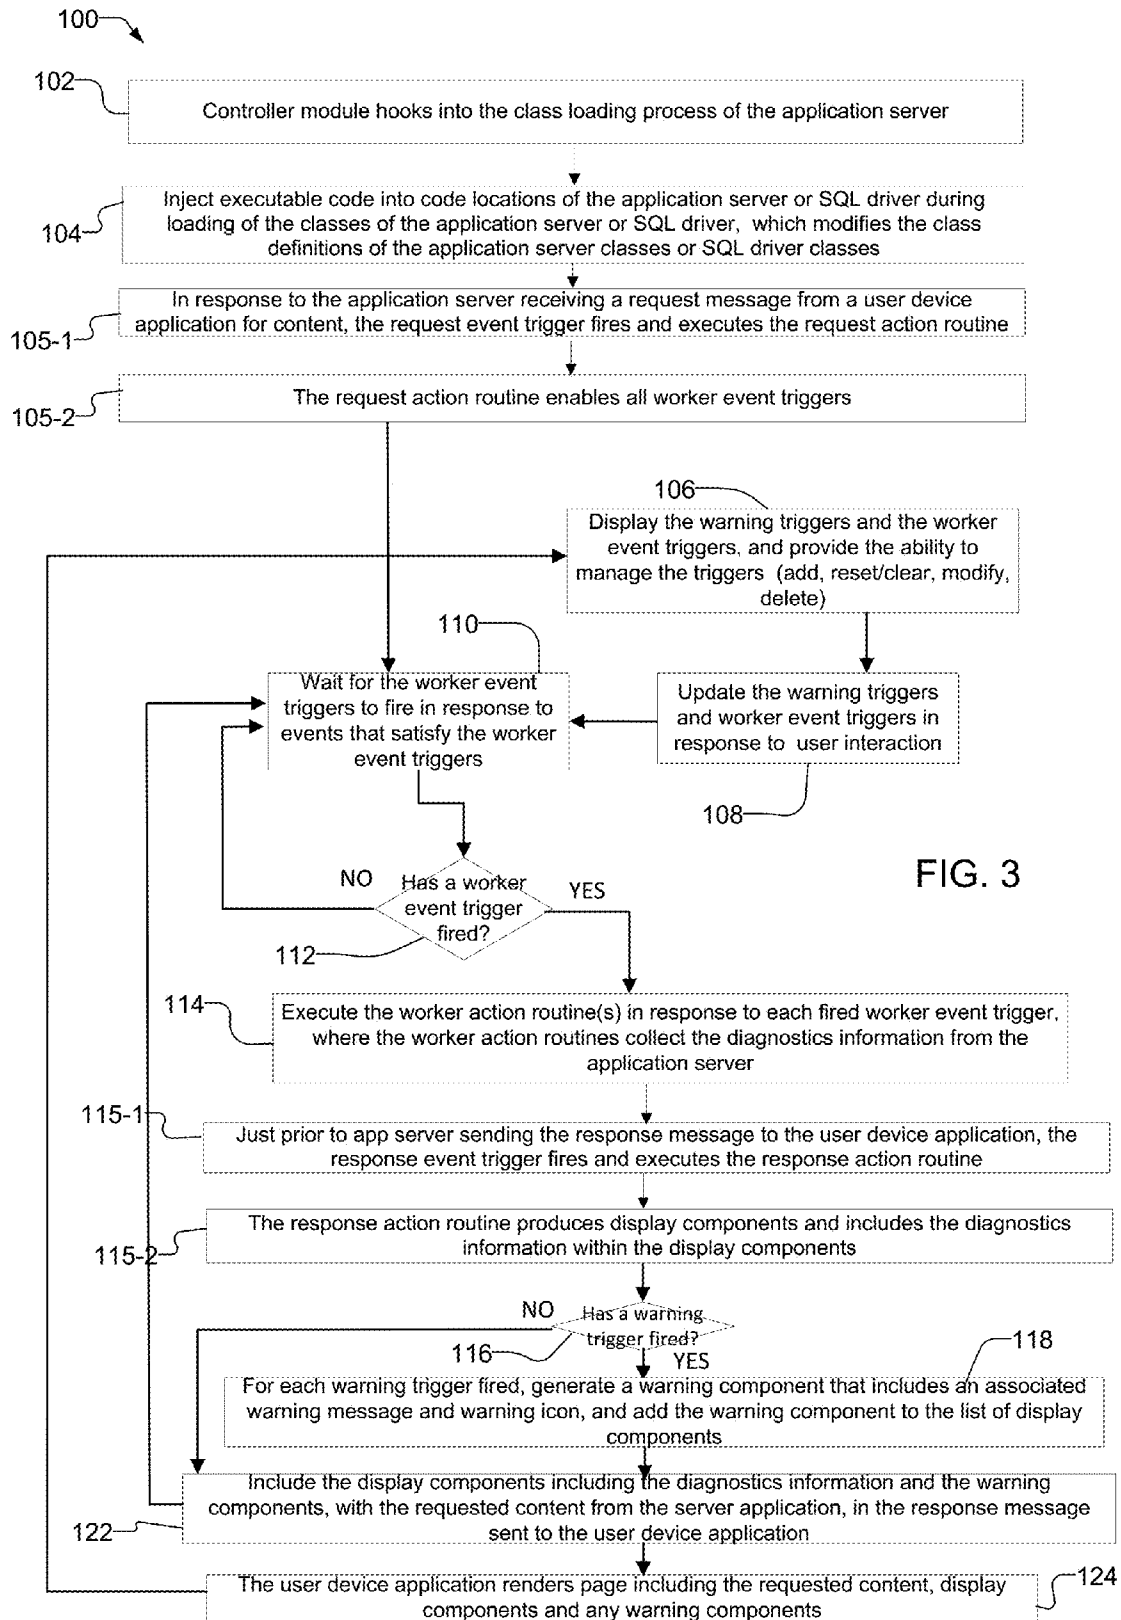 100
102
Controller module hooks into the class loading process of the application server
Inject executable code into code locations of the application server or SQL driver during
loading of the classes of the application server or SQL driver, which modifies the class
definitions of the application server classes or SQL driver classes
104
In response to the application server receiving a request message from a user device
application for content, the request event trigger fires and executes the request action routine
105-1
The request action routine enables all worker event triggers
105-2
106
Display the warning triggers and the worker
event triggers, and provide the ability to
manage the triggers (add, reset/clear, modify,
delete)
110
Wait for the worker event
triggers to fire in response to
events that satisfy the worker
event triggers
Update the warning triggers
and worker event triggers in
response to user interaction
108
FIG. 3
NO
Has a worker
event trigger
fired?
YES
112
114
Execute the worker action routine(s) in response to each fired worker event trigger,
where the worker action routines collect the diagnostics information from the
application server
115-1
Just prior to app server sending the response message to the user device application, the
response event trigger fires and executes the response action routine
The response action routine produces display components and includes the diagnostics
information within the display components
115-2
NO
Has a warning
trigger fired?
116
YES
118
For each warning trigger fired, generate a warning component that includes an associated
warning message and warning icon, and add the warning component to the list of display
components
Include the display components including the diagnostics information and the warning
components, with the requested content from the server application, in the response message
sent to the user device application
122
The user device application renders page including the requested content, display
components and any warning components
124